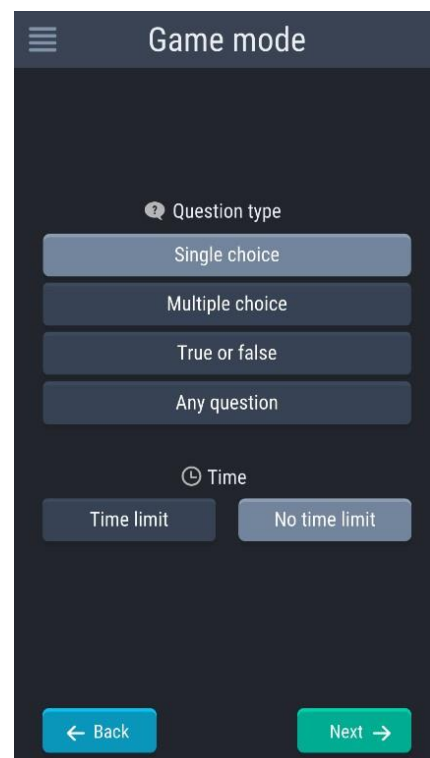 Game mode
Question type
Single choice
Multiple choice
True or false
Any question
Time
Time limit No time limit
← Back Next →